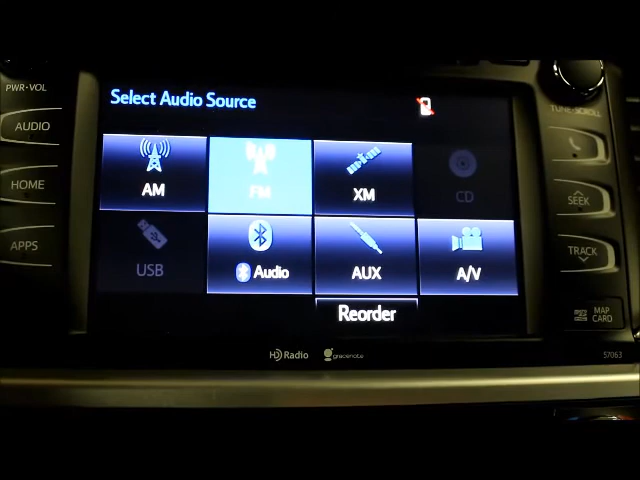 PWR•VOL
Select Audio Source
TUNE•SCROLL
AUDIO
AM
FM
XM
CD
HOME
SEEK
USB
Audio
AUX
A/V
APPS
TRACK
Reorder
MAP
CARD
HD Radio
gracenote
57063